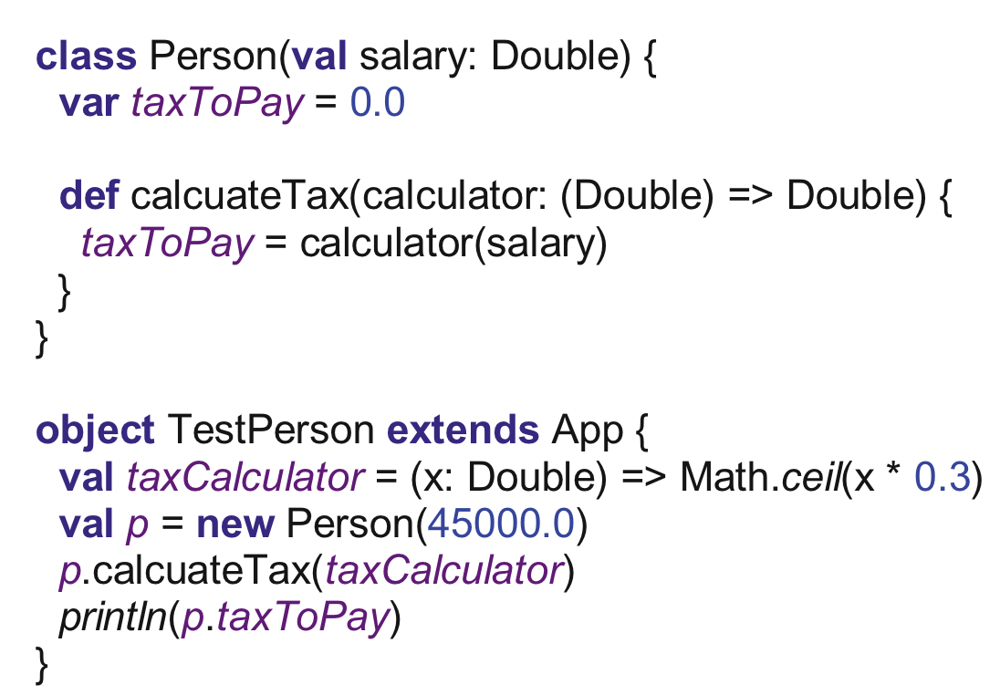 class Person(val salary: Double) {
var taxToPay = 0.0
def calcuateTax(calculator: (Double) => Double) {
taxToPay = calculator(salary)
}
}
object TestPerson extends App {
val taxCalculator = (x: Double) => Math.ceil(x * 0.3)
val p = new Person(45000.0)
p.calcuateTax(taxCalculator)
println(p.taxToPay)
}